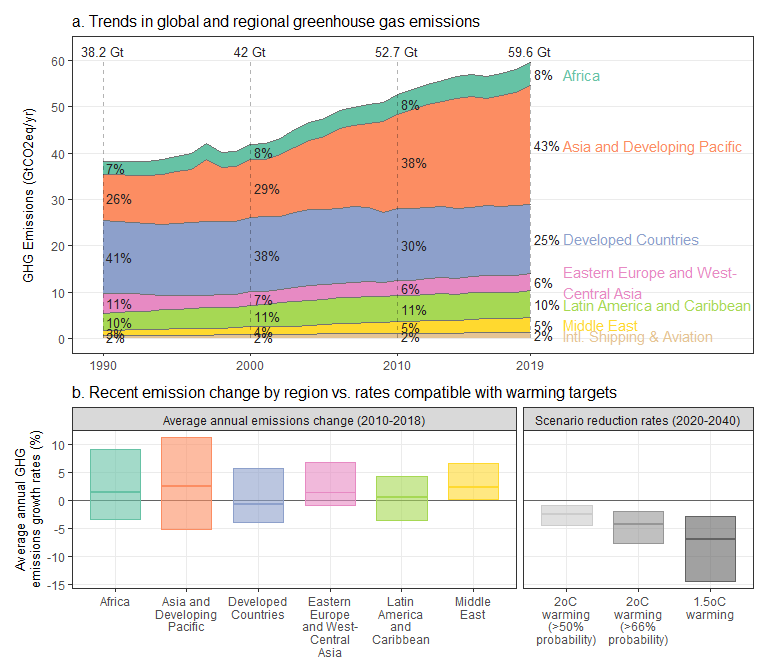 a. Trends in global and regional greenhouse gas emissions
38.2 Gt
42 Gt
52.7 Gt
59.6 Gt
GHG Emissions (GtCO2eq/yr)
60
50
40
30
20
10
0
7%
26%
41%
11%
10%
3%
2%
8%
29%
38%
7%
11%
4%
2%
8%
38%
30%
6%
11%
5%
2%
8% Africa
43% Asia and Developing Pacific
25% Developed Countries
6% Eastern Europe and West-
Central Asia
10% Latin America and Caribbean
5% Middle East
2% Intl. Shipping & Aviation
1990
2000
2010
2019
b. Recent emission change by region vs. rates compatible with warming targets
Average annual emissions change (2010-2018)
Scenario reduction rates (2020-2040)
Average annual GHG
emissions growth rates (%)
10
5
0
-5
-10
-15
Africa
Asia and
Developing
Pacific
Developed
Countries
Eastern
Europe
and West-
Central
Asia
Latin
America
and
Caribbean
Middle
East
2oC
warming
(>50%
probability)
2oC
warming
(>66%
probability)
1.5oC
warming